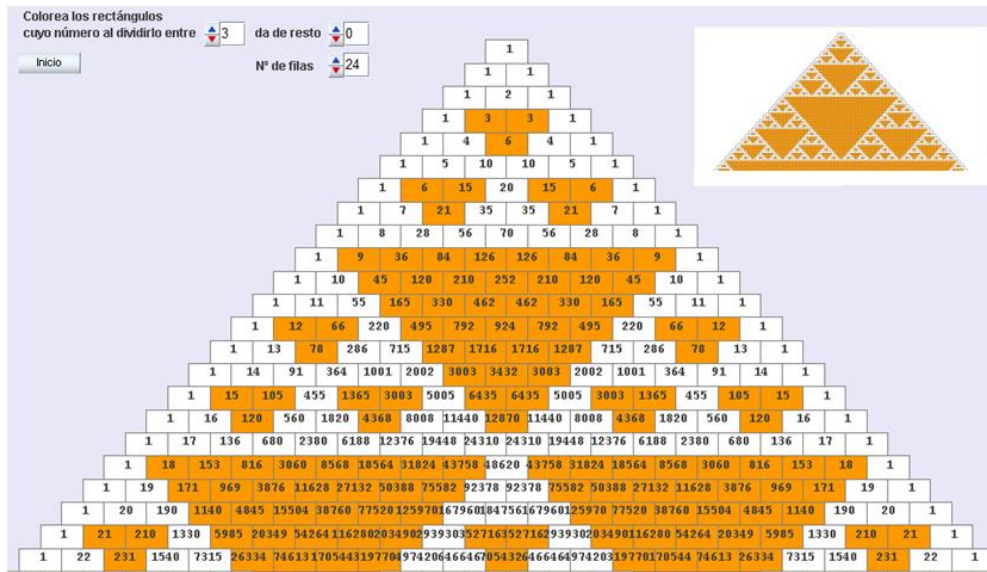 Colorea los rectángulos
cuyo número al dividirlo entre 3 da de resto 0
Inicio
Nº de filas 24
1
1 1
1 2 1
1 3 3 1
1 4 6 4 1
1 5 10 10 5 1
1 6 15 20 15 6 1
1 7 21 35 35 21 7 1
1 8 28 56 70 56 28 8 1
1 9 36 84 126 126 84 36 9 1
1 10 45 120 210 252 210 120 45 10 1
1 11 55 165 330 462 462 330 165 55 11 1
1 12 66 220 495 792 924 792 495 220 66 12 1
1 13 78 286 715 1287 1716 1716 1287 715 286 78 13 1
1 14 91 364 1001 2002 3003 3432 3003 2002 1001 364 91 14 1
1 15 105 455 1365 3003 5005 6435 6435 5005 3003 1365 455 105 15 1
1 16 120 560 1820 4368 8008 11440 12870 11440 8008 4368 1820 560 120 16 1
1 17 136 680 2380 6188 12376 19448 24310 24310 19448 12376 6188 2380 680 136 17 1
1 18 153 816 3060 8568 18564 31824 43758 48620 43758 31824 18564 8568 3060 816 153 18 1
1 19 171 969 3876 11628 27132 50388 75582 92378 92378 75582 50388 27132 11628 3876 969 171 19 1
1 20 190 1140 4845 15504 38760 77520 125970 167960 184756 167960 125970 77520 38760 15504 4845 1140 190 20 1
1 21 210 1330 5985 20349 54264 116280 54264 20349 5985 1330 210 21 1
1 22 231 1540 7315 26334 74613 170544 74613 26334 7315 1540 231 22 1